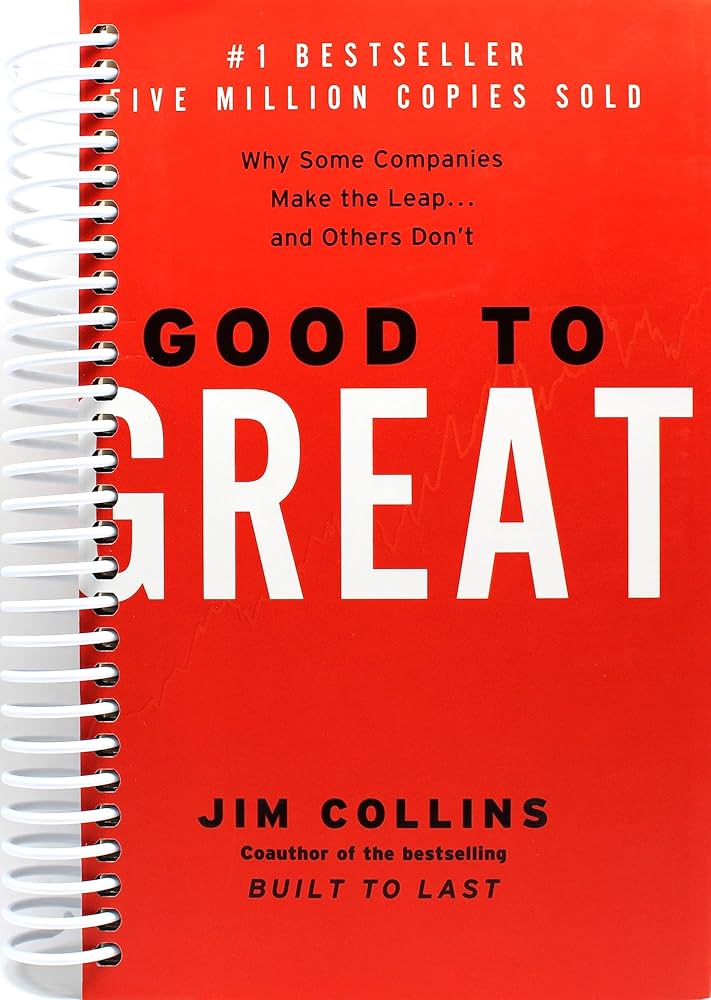 #1 BESTSELLER
FIVE MILLION COPIES SOLD
Why Some Companies
Make the Leap...
and Others Don't
GOOD TO
GREAT
JIM COLLINS
Coauthor of the bestselling
BUILT TO LAST